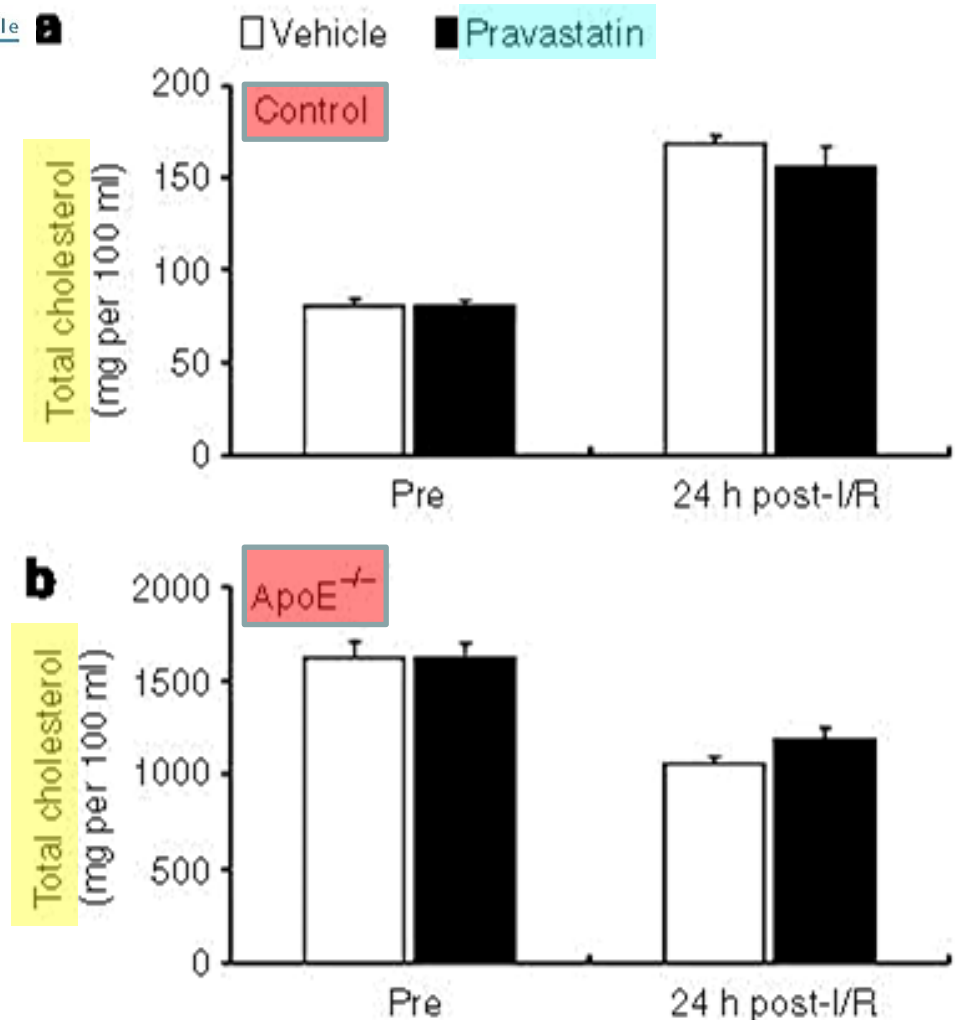 le
a
Vehicle Pravastatin
Control
Total cholesterol
(mg per 100 ml)
200
150
100
50
0
Pre 24 h post-I/R
b
ApoE−/−
Total cholesterol
(mg per 100 ml)
2000
1500
1000
500
0
Pre 24 h post-I/R